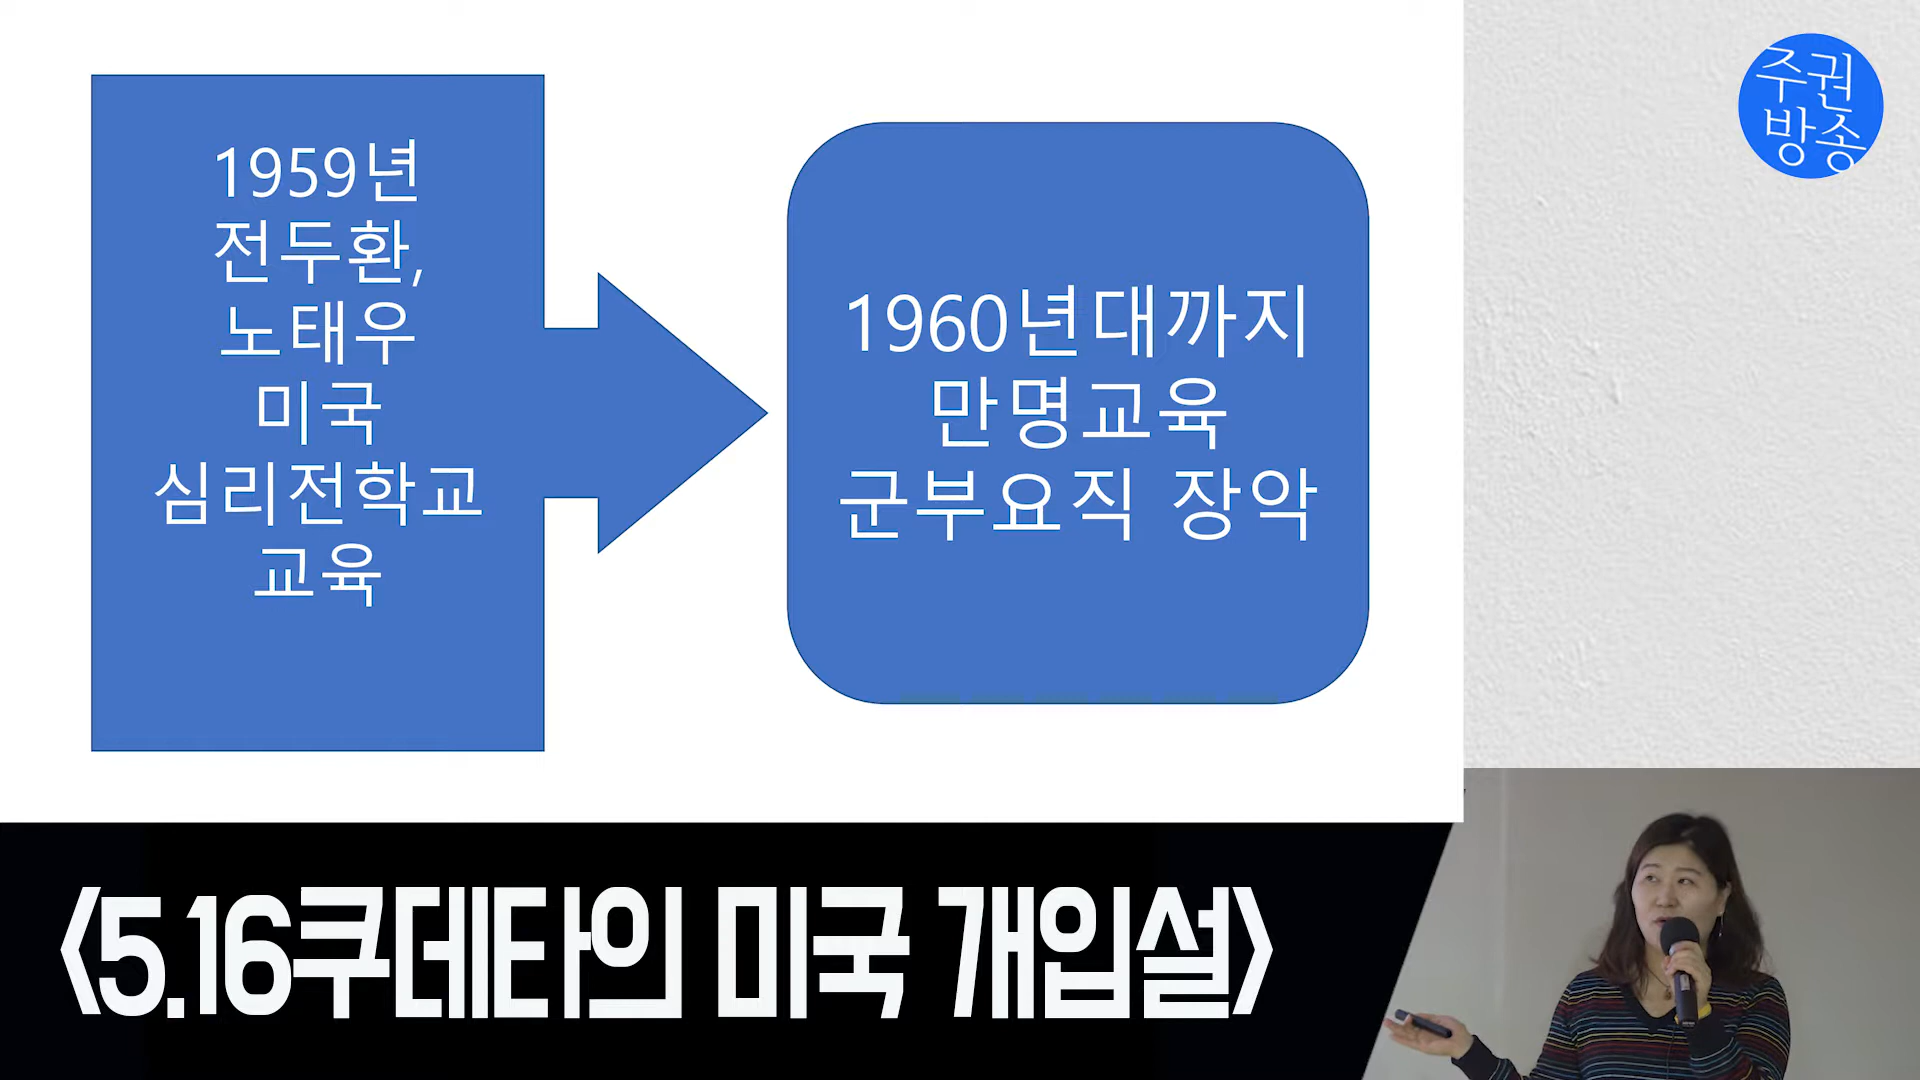 1959년
전두환,
노태우
미국
심리전학교
교육
1960년대까지
만명교육
군부요직 장악
주권
방송
<5.16쿠데타의 미국 개입설>